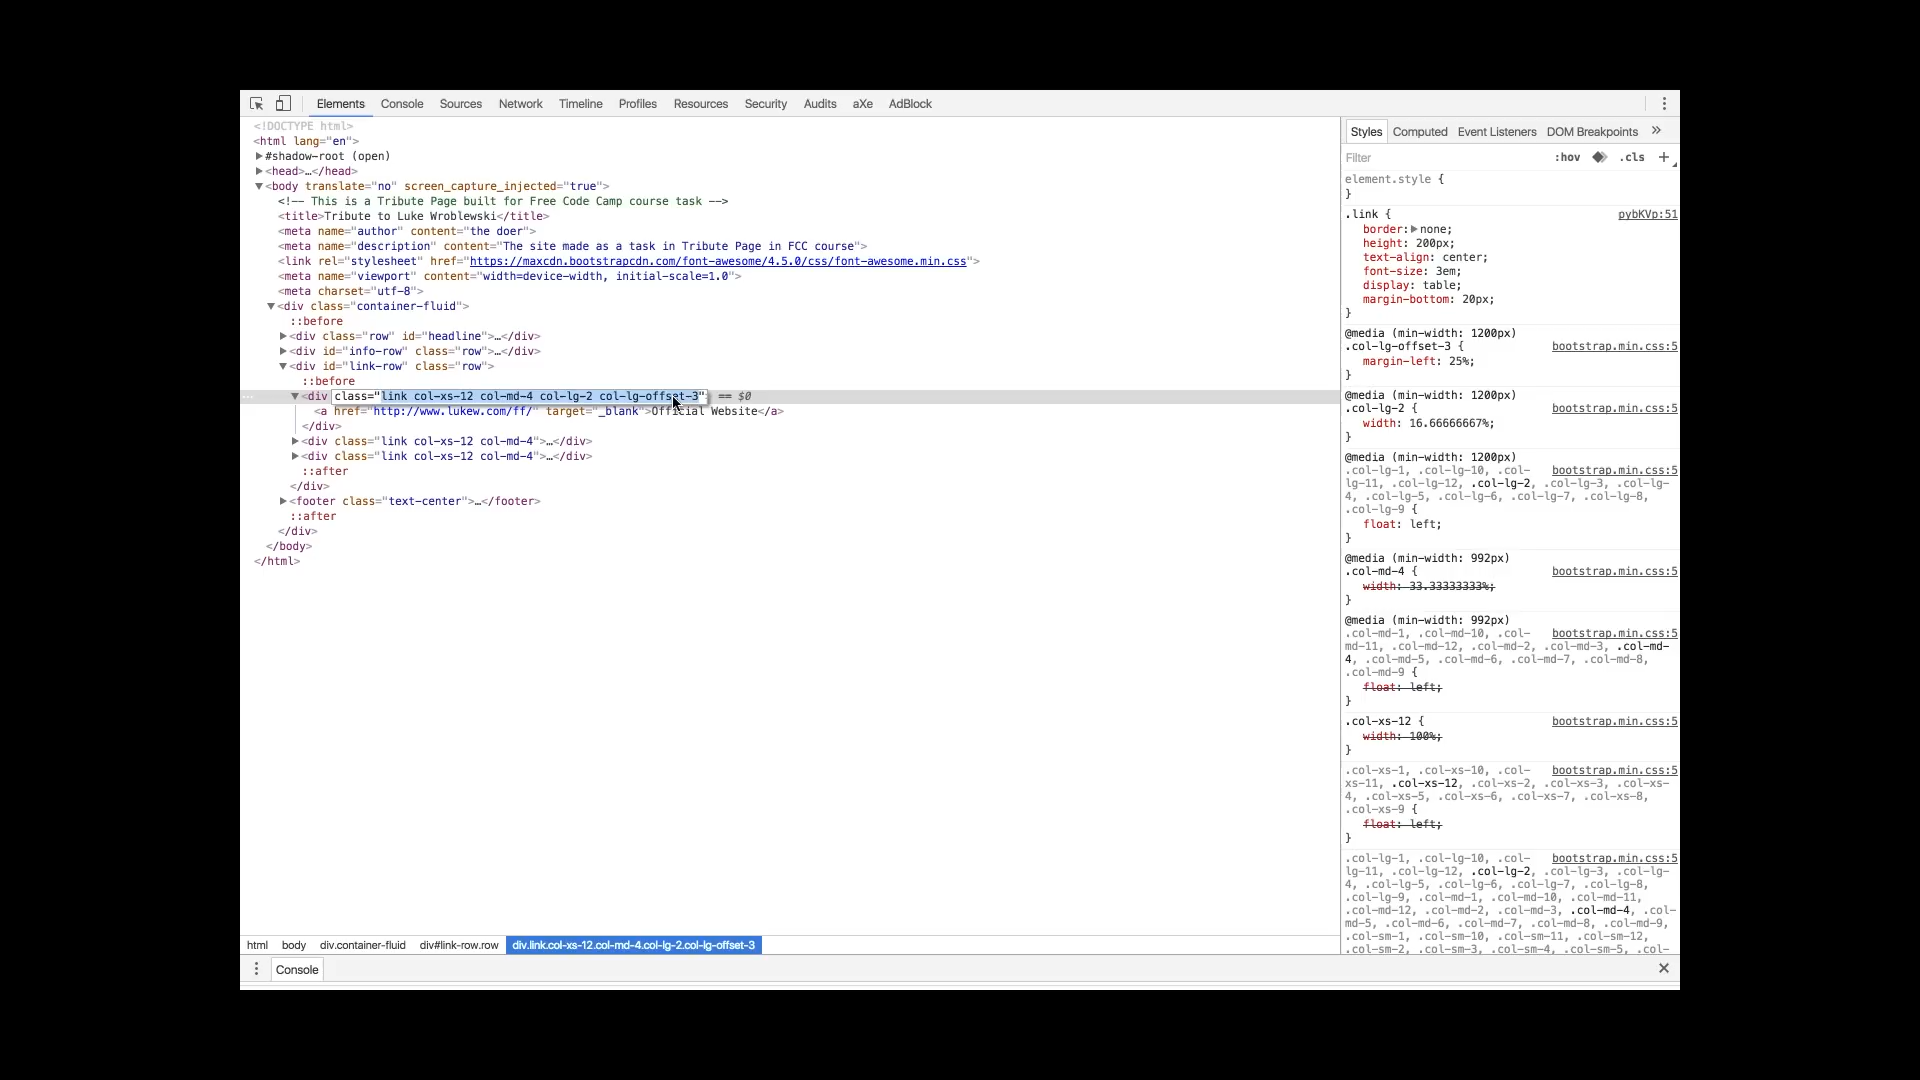 Elements Console Sources Network Timeline Profiles Resources Security Audits aXe AdBlock
<!DOCTYPE html>
<html lang="en">
#shadow-root (open)
<head>…</head>
<body translate="no" screen_capture_injected="true">
<!-- This is a Tribute Page built for Free Code Camp course task -->
<title>Tribute to Luke Wroblewski</title>
<meta name="author" content="the doer">
<meta name="description" content="The site made as a task in Tribute Page in FCC course">
<link rel="stylesheet" href="https://maxcdn.bootstrapcdn.com/font-awesome/4.5.0/css/font-awesome.min.css">
<meta name="viewport" content="width=device-width, initial-scale=1.0">
<meta charset="utf-8">
<div class="container-fluid">
::before
<div class="row" id="headline">…</div>
<div id="info-row" class="row">…</div>
<div id="link-row" class="row">
::before
<div class="link col-xs-12 col-md-4 col-lg-2 col-lg-offset-3" == $0
<a href="http://www.lukew.com/ff/" target="_blank">Official Website</a>
</div>
<div class="link col-xs-12 col-md-4">…</div>
<div class="link col-xs-12 col-md-4">…</div>
::after
</div>
<footer class="text-center">…</footer>
::after
</div>
</body>
</html>
html body div.container-fluid div#link-row.row div.link.col-xs-12.col-md-4.col-lg-2.col-lg-offset-3
Console
Styles Computed Event Listeners DOM Breakpoints »
Filter :hov .cls +
element.style {
}
.link { pybKVp:51
border: none;
height: 200px;
text-align: center;
font-size: 3em;
display: table;
margin-bottom: 20px;
}
@media (min-width: 1200px)
.col-lg-offset-3 { bootstrap.min.css:5
margin-left: 25%;
}
@media (min-width: 1200px)
.col-lg-2 { bootstrap.min.css:5
width: 16.66666667%;
}
@media (min-width: 1200px)
.col-lg-1, .col-lg-10, .col- bootstrap.min.css:5
lg-11, .col-lg-12, .col-lg-2, .col-lg-3, .col-lg-
4, .col-lg-5, .col-lg-6, .col-lg-7, .col-lg-8,
.col-lg-9 {
float: left;
}
@media (min-width: 992px)
.col-md-4 { bootstrap.min.css:5
width: 33.33333333%;
}
@media (min-width: 992px)
.col-md-1, .col-md-10, .col- bootstrap.min.css:5
md-11, .col-md-12, .col-md-2, .col-md-3, .col-md-
4, .col-md-5, .col-md-6, .col-md-7, .col-md-8,
.col-md-9 {
float: left;
}
.col-xs-12 { bootstrap.min.css:5
width: 100%;
}
.col-xs-1, .col-xs-10, .col- bootstrap.min.css:5
xs-11, .col-xs-12, .col-xs-2, .col-xs-3, .col-xs-
4, .col-xs-5, .col-xs-6, .col-xs-7, .col-xs-8,
.col-xs-9 {
float: left;
}
.col-lg-1, .col-lg-10, .col- bootstrap.min.css:5
lg-11, .col-lg-12, .col-lg-2, .col-lg-3, .col-lg-
4, .col-lg-5, .col-lg-6, .col-lg-7, .col-lg-8,
.col-lg-9, .col-md-1, .col-md-10, .col-md-11,
.col-md-12, .col-md-2, .col-md-3, .col-md-4, .col-
md-5, .col-md-6, .col-md-7, .col-md-8, .col-md-9,
.col-sm-1, .col-sm-10, .col-sm-11, .col-sm-12,
.col-sm-2, .col-sm-3, .col-sm-4, .col-sm-5, .col-